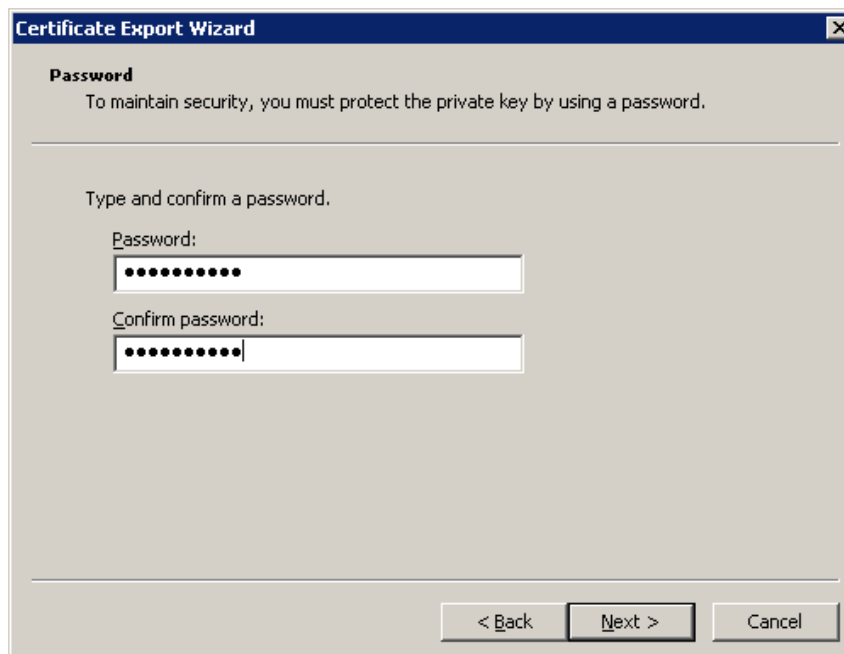 Certificate Export Wizard
Password
To maintain security, you must protect the private key by using a password.
Type and confirm a password.
Password:
●●●●●●●●●●
Confirm password:
●●●●●●●●●●
< Back Next > Cancel